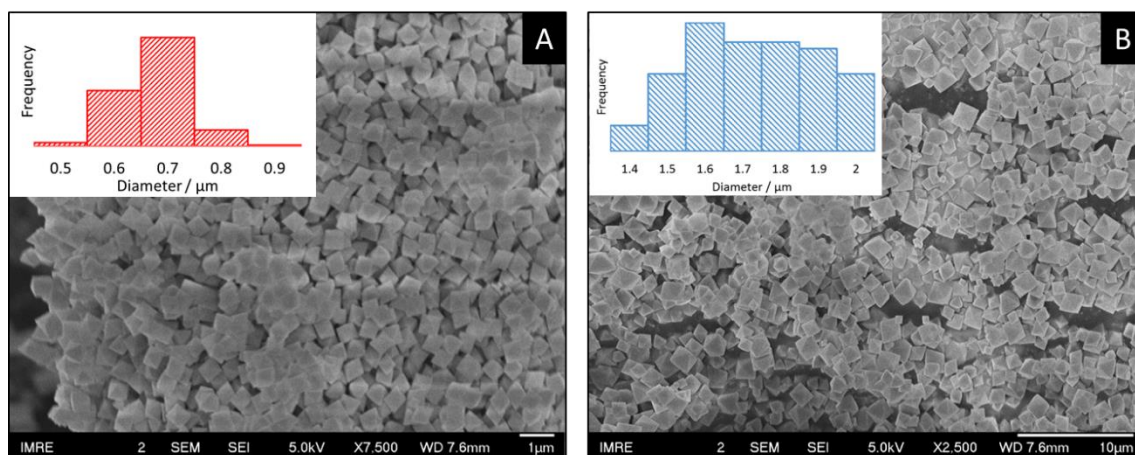 A
Frequency
0.5 0.6 0.7 0.8 0.9
Diameter / μm
IMRE 2 SEM SEI 5.0kV X7,500 WD 7.6mm 1μm
B
Frequency
1.4 1.5 1.6 1.7 1.8 1.9 2
Diameter / μm
IMRE 2 SEM SEI 5.0kV X2,500 WD 7.6mm 10μm